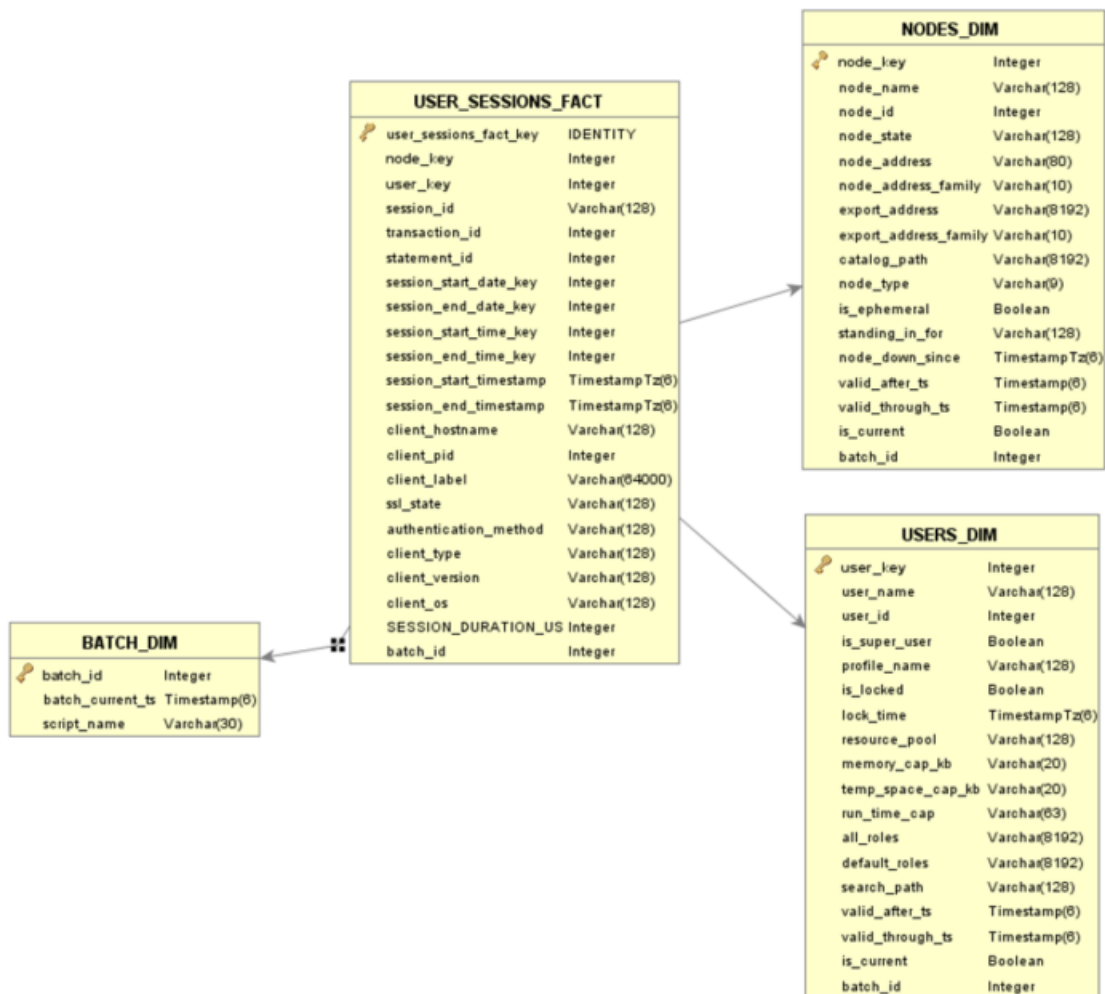 NODES_DIM
node_key Integer
node_name Varchar(128)
node_id Integer
node_state Varchar(128)
node_address Varchar(80)
node_address_family Varchar(10)
export_address Varchar(8192)
export_address_family Varchar(10)
catalog_path Varchar(8192)
node_type Varchar(9)
is_ephemeral Boolean
standing_in_for Varchar(128)
node_down_since TimestampTz(6)
valid_after_ts Timestamp(6)
valid_through_ts Timestamp(6)
is_current Boolean
batch_id Integer
USER_SESSIONS_FACT
user_sessions_fact_key IDENTITY
node_key Integer
user_key Integer
session_id Varchar(128)
transaction_id Integer
statement_id Integer
session_start_date_key Integer
session_end_date_key Integer
session_start_time_key Integer
session_end_time_key Integer
session_start_timestamp TimestampTz(6)
session_end_timestamp TimestampTz(6)
client_hostname Varchar(128)
client_pid Integer
client_label Varchar(64000)
ssl_state Varchar(128)
authentication_method Varchar(128)
client_type Varchar(128)
client_version Varchar(128)
client_os Varchar(128)
SESSION_DURATION_US Integer
batch_id Integer
BATCH_DIM
batch_id Integer
batch_current_ts Timestamp(6)
script_name Varchar(30)
USERS_DIM
user_key Integer
user_name Varchar(128)
user_id Integer
is_super_user Boolean
profile_name Varchar(128)
is_locked Boolean
lock_time TimestampTz(6)
resource_pool Varchar(128)
memory_cap_kb Varchar(20)
temp_space_cap_kb Varchar(20)
run_time_cap Varchar(63)
all_roles Varchar(8192)
default_roles Varchar(8192)
search_path Varchar(128)
valid_after_ts Timestamp(6)
valid_through_ts Timestamp(6)
is_current Boolean
batch_id Integer